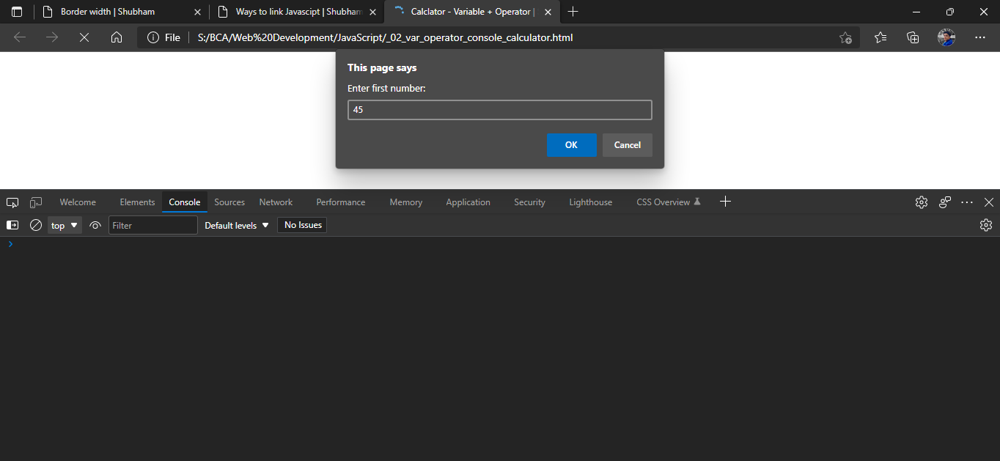 Border width | Shubham
Ways to link Javascipt | Shubham
Calclator - Variable + Operator |
File
S:/BCA/Web%20Development/JavaScript/_02_var_operator_console_calculator.html
This page says
Enter first number:
45
OK Cancel
Welcome Elements Console Sources Network Performance Memory Application Security Lighthouse CSS Overview
top Filter Default levels No Issues